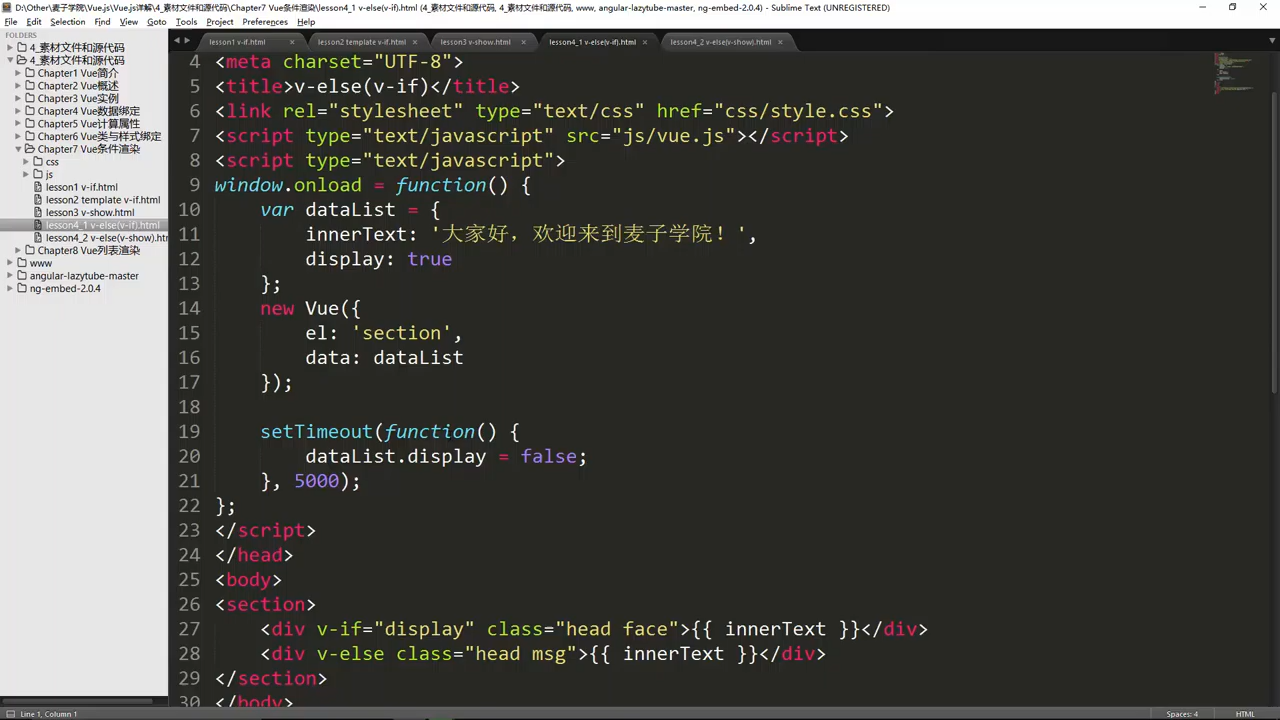 D:\Other\麦子学院\Vue.js\Vue.js详解\4_素材文件和源代码\Chapter7 Vue条件渲染\lesson4_1 v-else(v-if).html (4_素材文件和源代码, 4_素材文件和源代码, www, angular-lazytube-master, ng-embed-2.0.4) - Sublime Text (UNREGISTERED)
File Edit Selection Find View Goto Tools Project Preferences Help
FOLDERS
4_素材文件和源代码
4_素材文件和源代码
Chapter1 Vue简介
Chapter2 Vue概述
Chapter3 Vue实例
Chapter4 Vue数据绑定
Chapter5 Vue计算属性
Chapter6 Vue类与样式绑定
Chapter7 Vue条件渲染
css
js
lesson1 v-if.html
lesson2 template v-if.html
lesson3 v-show.html
lesson4_1 v-else(v-if).html
lesson4_2 v-else(v-show).htm
Chapter8 Vue列表渲染
www
angular-lazytube-master
ng-embed-2.0.4
lesson1 v-if.html × lesson2 template v-if.html × lesson3 v-show.html × lesson4_1 v-else(v-if).html × lesson4_2 v-else(v-show).html ×
4 <meta charset="UTF-8">
5 <title>v-else(v-if)</title>
6 <link rel="stylesheet" type="text/css" href="css/style.css">
7 <script type="text/javascript" src="js/vue.js"></script>
8 <script type="text/javascript">
9 window.onload = function() {
10     var dataList = {
11         innerText: '大家好，欢迎来到麦子学院！',
12         display: true
13     };
14     new Vue({
15         el: 'section',
16         data: dataList
17     });
18
19     setTimeout(function() {
20         dataList.display = false;
21     }, 5000);
22 };
23 </script>
24 </head>
25 <body>
26 <section>
27     <div v-if="display" class="head face">{{ innerText }}</div>
28     <div v-else class="head msg">{{ innerText }}</div>
29 </section>
30 </body>
Line 1, Column 1 Spaces: 4 HTML